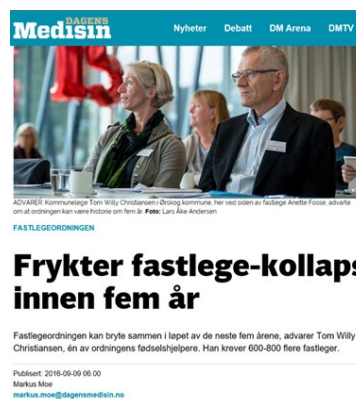 DAGENS
Medisin
Nyheter Debatt DM Arena DMTV
15
ADVARER: Kommunelege Tom Willy Christiansen i Ørskog kommune, her ved siden av fastlege Anette Fosse, advarte
om at ordningen kan være historie om fem år. Foto: Lars Åke Andersen
FASTLEGEORDNINGEN
Frykter fastlege-kollaps
innen fem år
Fastlegeordningen kan bryte sammen i løpet av de neste fem årene, advarer Tom Willy
Christiansen, én av ordningens fødselshjelpere. Han krever 600-800 flere fastleger.
Publisert: 2016-09-09 06.00
Markus Moe
markus.moe@dagensmedisin.no